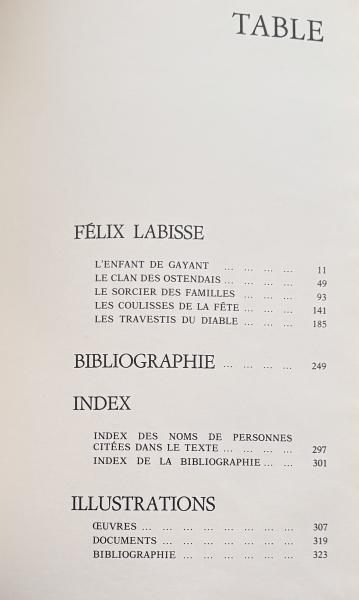 TABLE
FÉLIX LABISSE
L'ENFANT DE GAYANT ... ... ... ... 11
LE CLAN DES OSTENDAIS ... ... ... ... 49
LE SORCIER DES FAMILLES ... ... ... ... 93
LES COULISSES DE LA FÊTE ... ... ... ... 141
LES TRAVESTIS DU DIABLE ... ... ... ... 185
BIBLIOGRAPHIE ... ... ... ... 249
INDEX
INDEX DES NOMS DE PERSONNES
CITÉES DANS LE TEXTE ... ... ... ... 297
INDEX DE LA BIBLIOGRAPHIE ... ... 301
ILLUSTRATIONS
ŒUVRES ... ... ... ... ... ... ... 307
DOCUMENTS ... ... ... ... ... ... 319
BIBLIOGRAPHIE ... ... ... ... ... 323